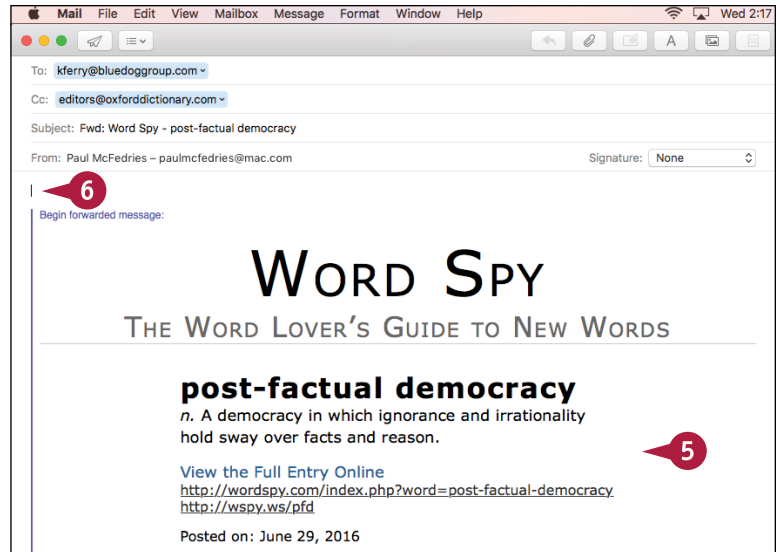 Mail File Edit View Mailbox Message Format Window Help Wed 2:17
A
To: kferry@bluedoggroup.com
Cc: editors@oxforddictionary.com
Subject: Fwd: Word Spy - post-factual democracy
From: Paul McFedries – paulmcfedries@mac.com Signature: None
6
Begin forwarded message:
WORD SPY
THE WORD LOVER'S GUIDE TO NEW WORDS
post-factual democracy
n. A democracy in which ignorance and irrationality
hold sway over facts and reason.
5
View the Full Entry Online
http://wordspy.com/index.php?word=post-factual-democracy
http://wspy.ws/pfd
Posted on: June 29, 2016